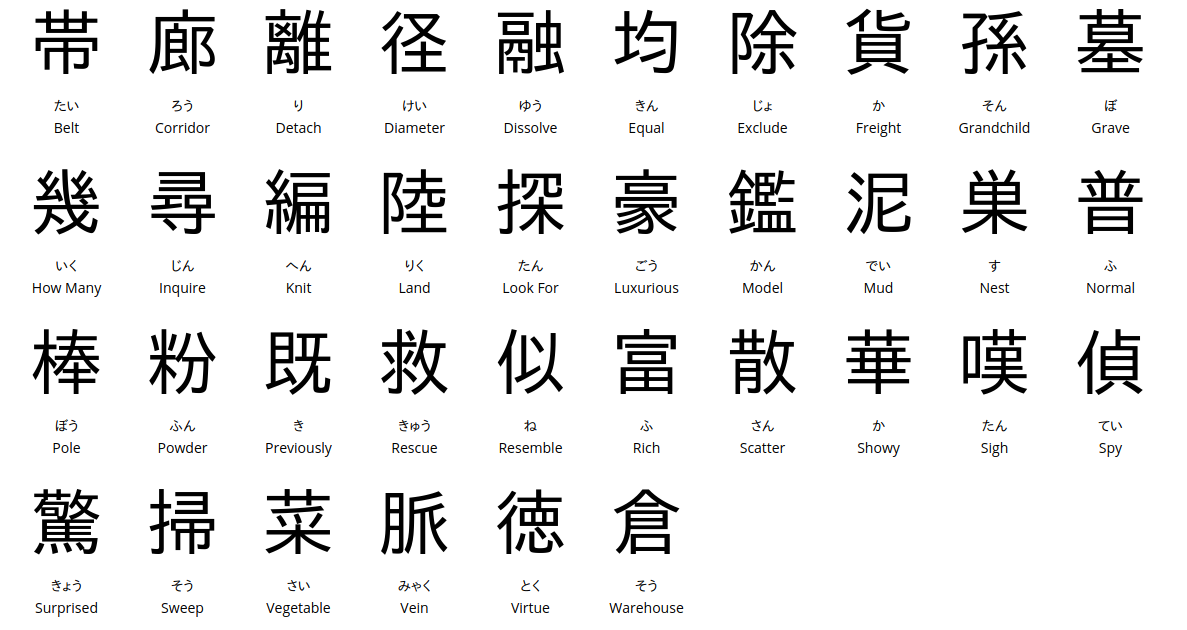 帯 廊 離 径 融 均 除 貨 孫 墓
たい ろう り けい ゆう きん じょ か そん ぼ
Belt Corridor Detach Diameter Dissolve Equal Exclude Freight Grandchild Grave
幾 尋 編 陸 探 豪 鑑 泥 巣 普
いく じん へん りく たん ごう かん でい す ふ
How Many Inquire Knit Land Look For Luxurious Model Mud Nest Normal
棒 粉 既 救 似 富 散 華 嘆 偵
ぼう ふん き きゅう ね ふ さん か たん てい
Pole Powder Previously Rescue Resemble Rich Scatter Showy Sigh Spy
驚 掃 菜 脈 徳 倉
きょう そう さい みゃく とく そう
Surprised Sweep Vegetable Vein Virtue Warehouse